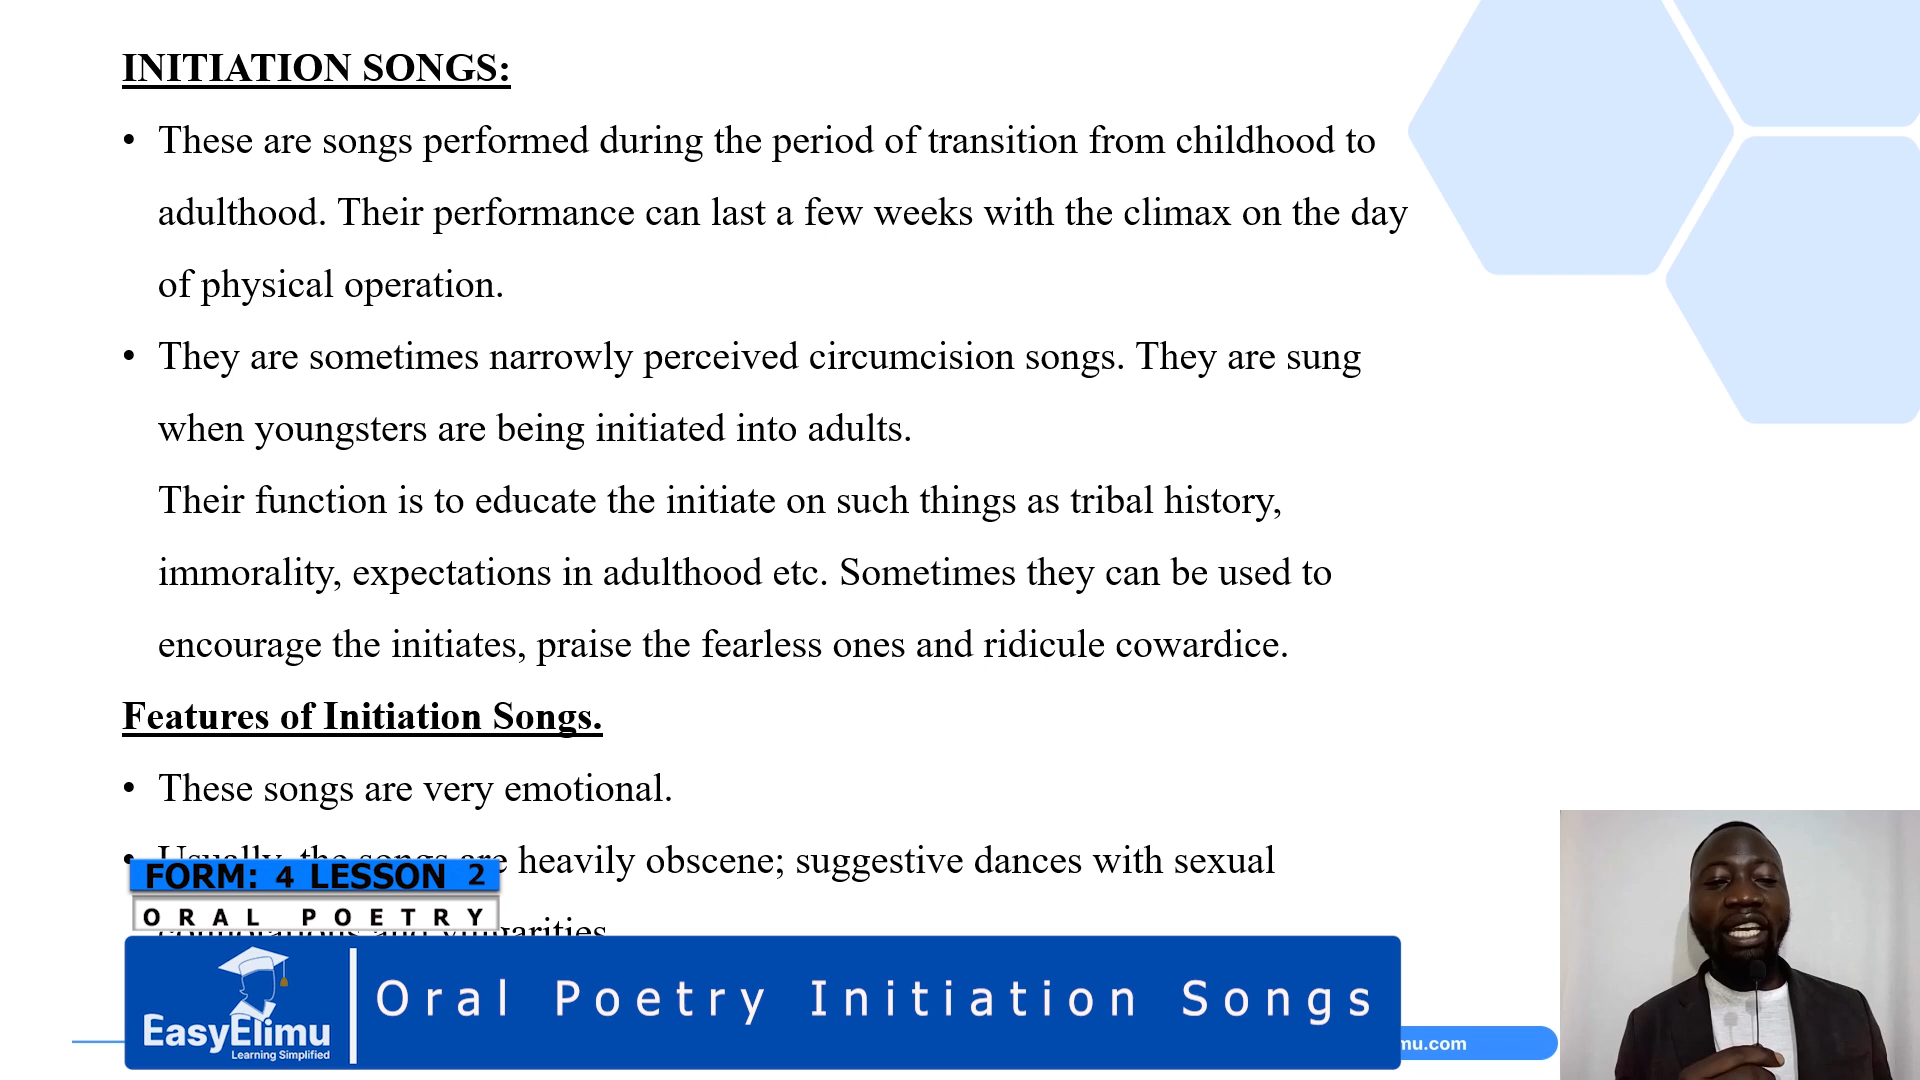 INITIATION SONGS:
• These are songs performed during the period of transition from childhood to
adulthood. Their performance can last a few weeks with the climax on the day
of physical operation.
• They are sometimes narrowly perceived circumcision songs. They are sung
when youngsters are being initiated into adults.
Their function is to educate the initiate on such things as tribal history,
immorality, expectations in adulthood etc. Sometimes they can be used to
encourage the initiates, praise the fearless ones and ridicule cowardice.
Features of Initiation Songs.
• These songs are very emotional.
• Usually, the songs are heavily obscene; suggestive dances with sexual
FORM: 4 LESSON 2
ORAL POETRY
Oral Poetry Initiation Songs
EasyElimu
Learning Simplified
mu.com